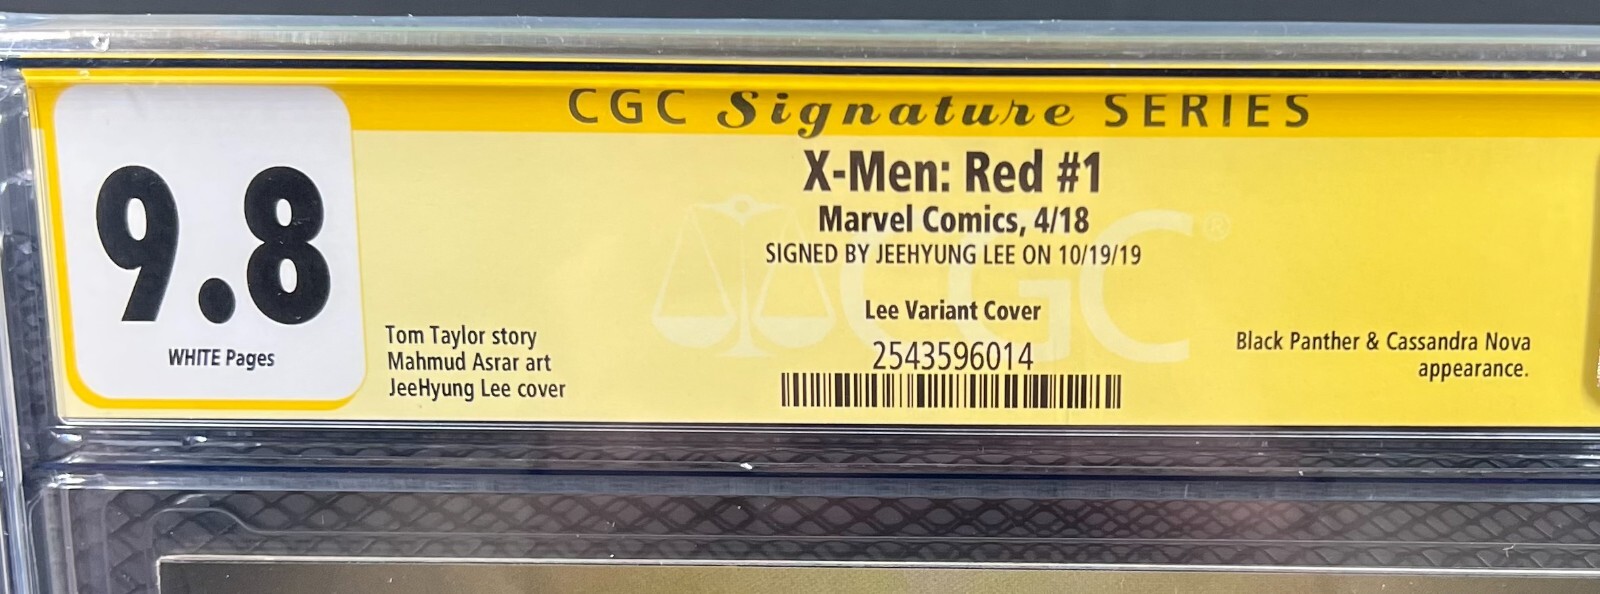 CGC Signature SERIES
9.8
WHITE Pages
X-Men: Red #1
Marvel Comics, 4/18
SIGNED BY JEEHYUNG LEE ON 10/19/19
Lee Variant Cover
2543596014
Tom Taylor story
Mahmud Asrar art
JeeHyung Lee cover
Black Panther & Cassandra Nova
appearance.
CGC®